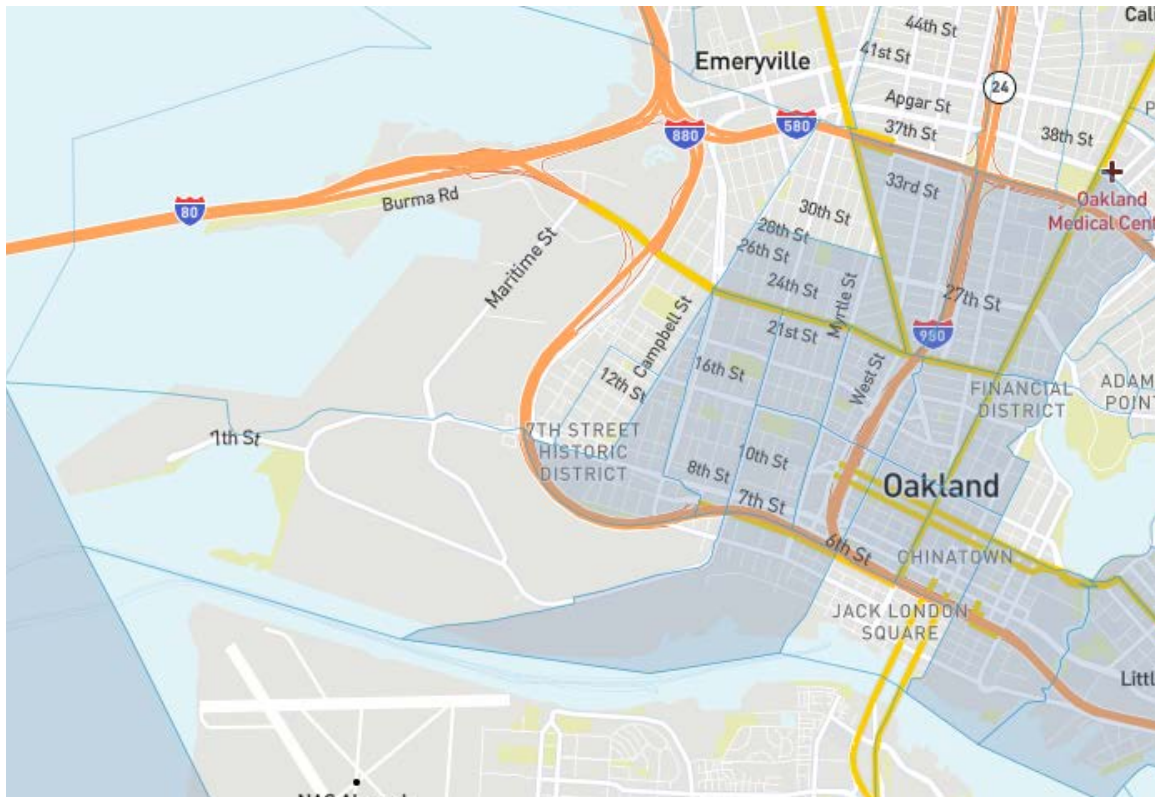 44th St
Cali
Emeryville
41st St
24
Apgar St
880
580
37th St
38th St
Burma Rd
33rd St
Oakland
Medical Cent
80
30th St
28th St
26th St
Maritime St
24th St
27th St
Myrtle St
21st St
980
Campbell St
16th St
West St
12th St
FINANCIAL
DISTRICT
ADAM
POINT
7TH STREET
HISTORIC
DISTRICT
1th St
10th St
8th St
Oakland
7th St
6th St
CHINATOWN
JACK LONDON
SQUARE
Littl